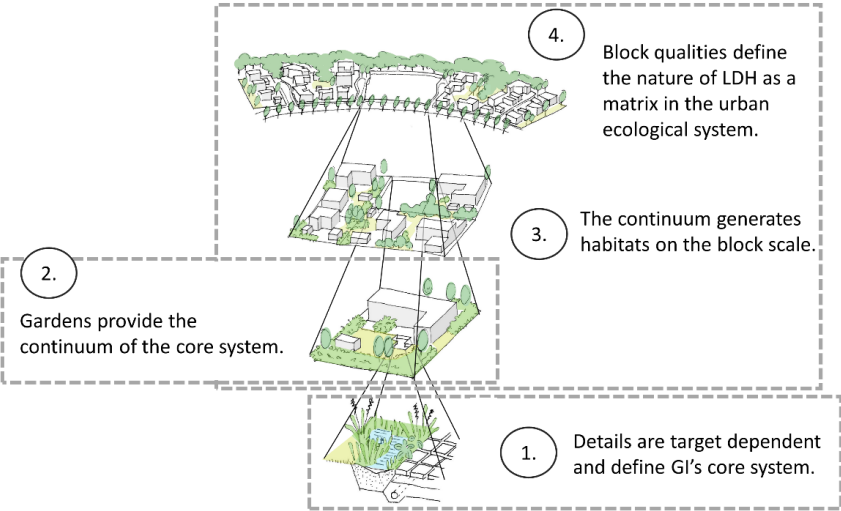 4.
Block qualities define
the nature of LDH as a
matrix in the urban
ecological system.
3.
The continuum generates
habitats on the block scale.
2.
Gardens provide the
continuum of the core system.
1.
Details are target dependent
and define GI's core system.